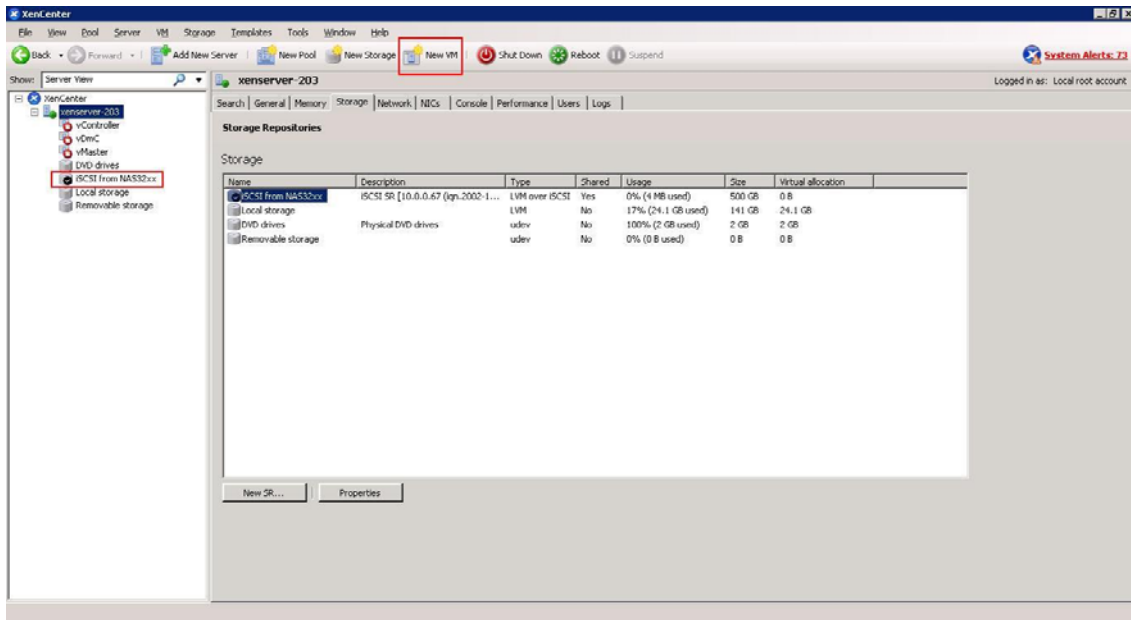 XenCenter
File View Pool Server VM Storage Templates Tools Window Help
Back Forward Add New Server New Pool New Storage New VM Shut Down Reboot Suspend System Alerts: 73
Show: Server View xenserver-203 Logged in as: Local root account
XenCenter
xenserver-203
vController
vDmC
vMaster
DVD drives
iSCSI from NAS32xx
Local storage
Removable storage
Search General Memory Storage Network NICs Console Performance Users Logs
Storage Repositories
Storage
Name Description Type Shared Usage Size Virtual allocation
iSCSI from NAS32xx iSCSI SR [10.0.0.67 (iqn.2002-1... LVM over iSCSI Yes 0% (4 MB used) 500 GB 0 B
Local storage LVM No 17% (24.1 GB used) 141 GB 24.1 GB
DVD drives Physical DVD drives udev No 100% (2 GB used) 2 GB 2 GB
Removable storage udev No 0% (0 B used) 0 B 0 B
New SR... Properties